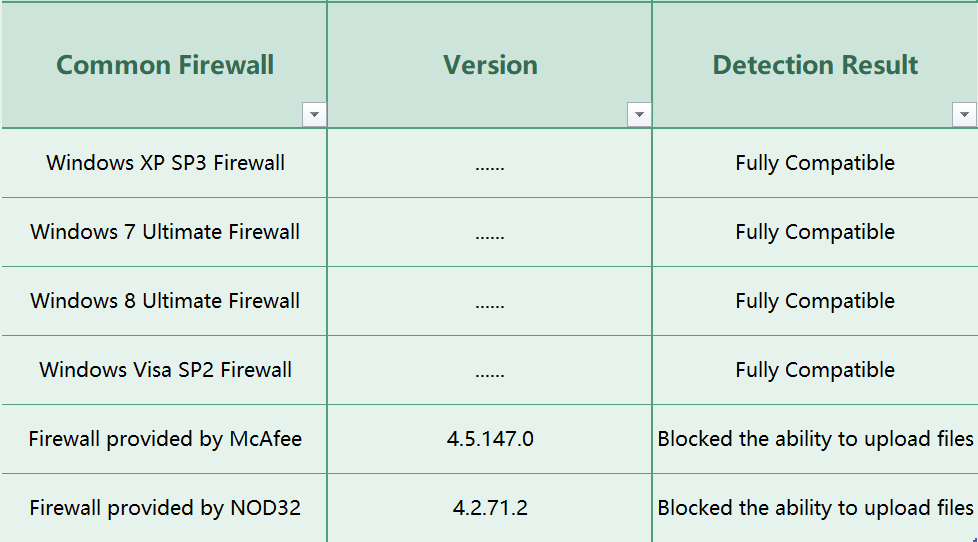 Common Firewall Version Detection Result
Windows XP SP3 Firewall ...... Fully Compatible
Windows 7 Ultimate Firewall ...... Fully Compatible
Windows 8 Ultimate Firewall ...... Fully Compatible
Windows Visa SP2 Firewall ...... Fully Compatible
Firewall provided by McAfee 4.5.147.0 Blocked the ability to upload files
Firewall provided by NOD32 4.2.71.2 Blocked the ability to upload files